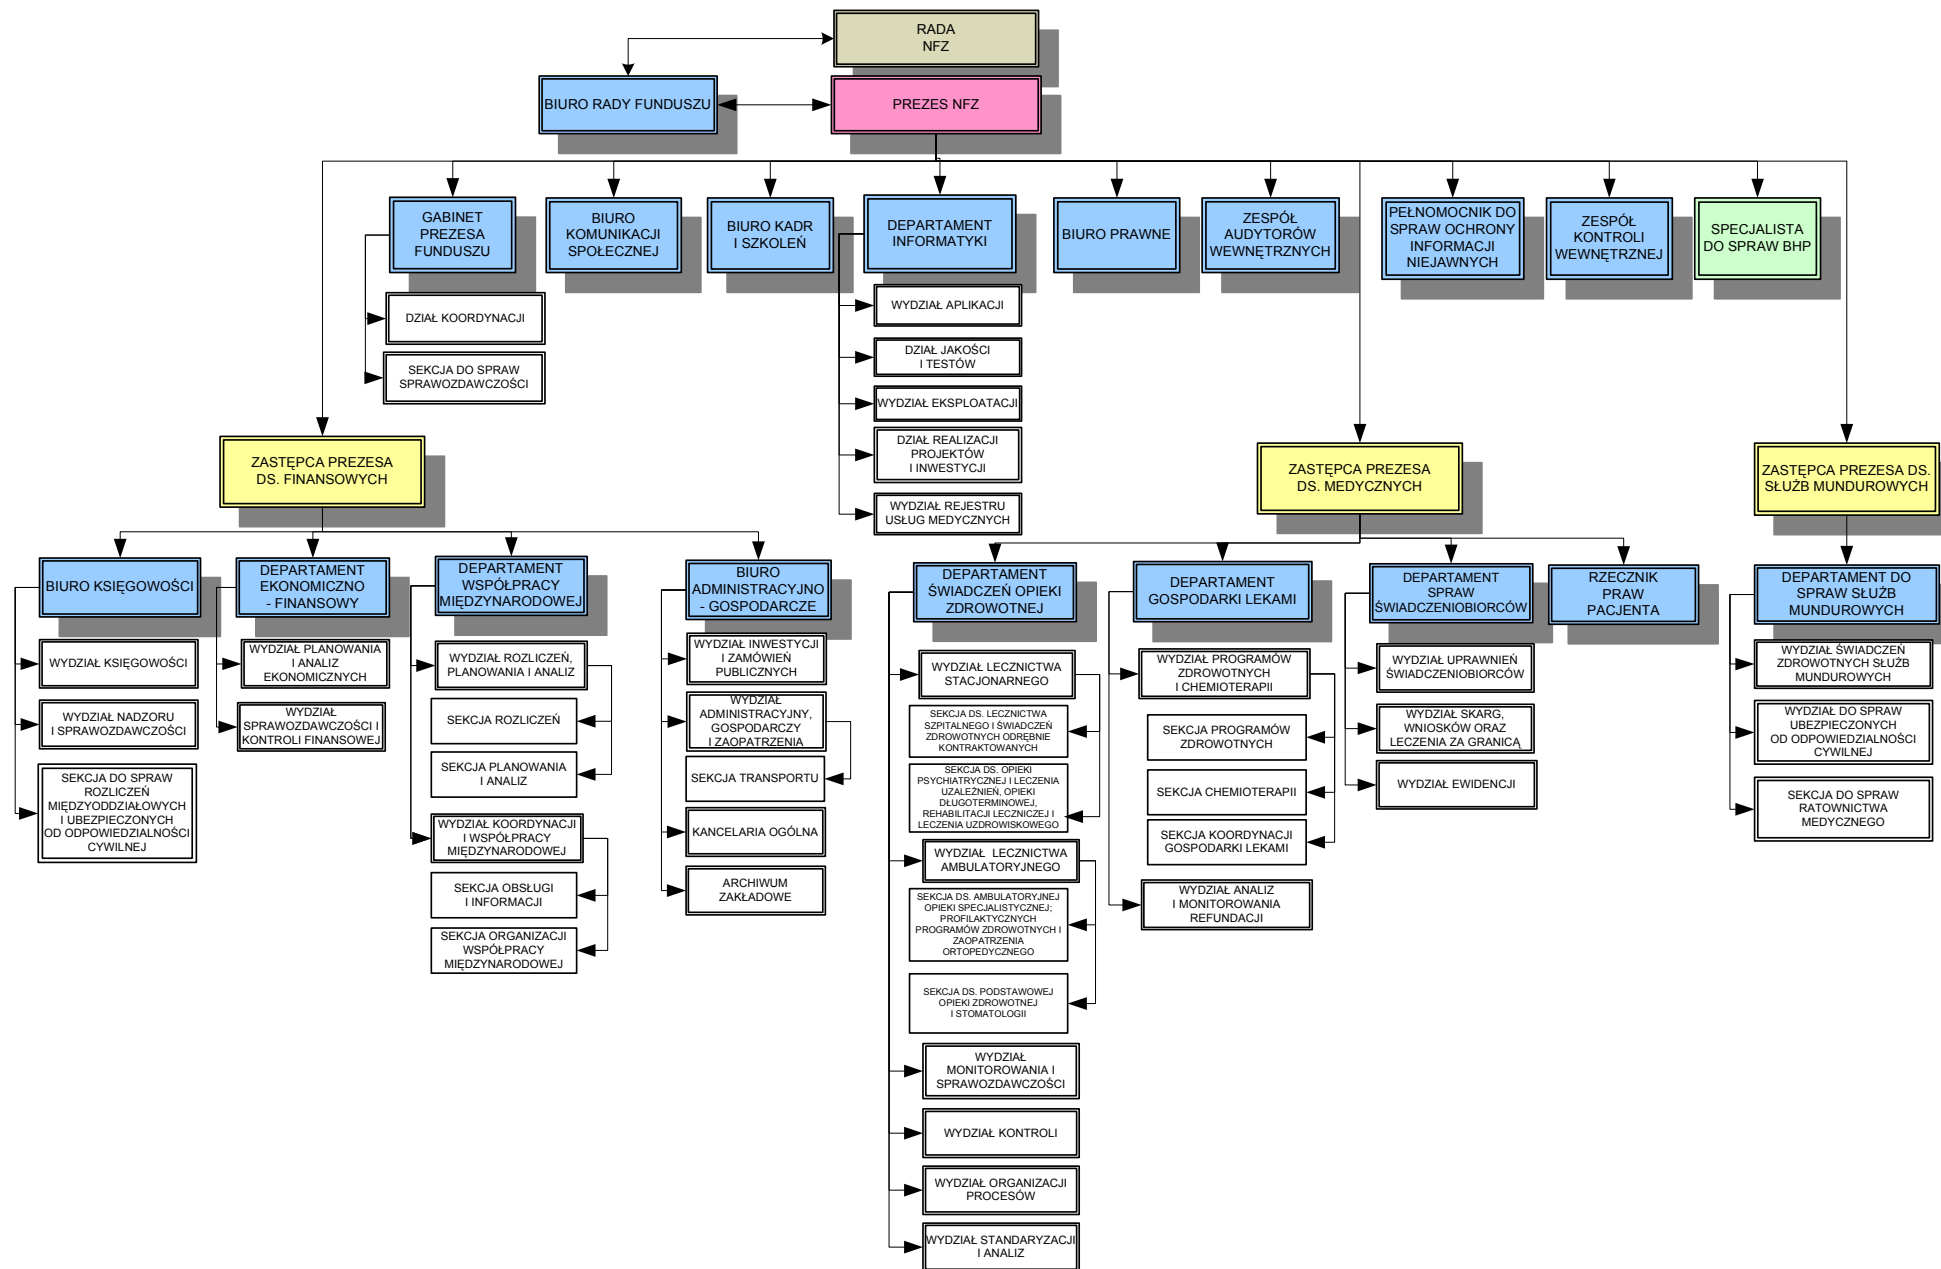 RADA
NFZ
BIURO RADY FUNDUSZU
PREZES NFZ
GABINET
PREZESA
FUNDUSZU
BIURO
KOMUNIKACJI
SPOŁECZNEJ
BIURO KADR
I SZKOLEŃ
DEPARTAMENT
INFORMATYKI
BIURO PRAWNE
ZESPÓŁ
AUDYTORÓW
WEWNĘTRZNYCH
PEŁNOMOCNIK DO
SPRAW OCHRONY
INFORMACJI
NIEJAWNYCH
ZESPÓŁ
KONTROLI
WEWNĘTRZNEJ
SPECJALISTA
DO SPRAW BHP
DZIAŁ KOORDYNACJI
SEKCJA DO SPRAW
SPRAWOZDAWCZOŚCI
WYDZIAŁ APLIKACJI
DZIAŁ JAKOŚCI
I TESTÓW
WYDZIAŁ EKSPLOATACJI
DZIAŁ REALIZACJI
PROJEKTÓW
I INWESTYCJI
WYDZIAŁ REJESTRU
USŁUG MEDYCZNYCH
ZASTĘPCA PREZESA
DS. FINANSOWYCH
ZASTĘPCA PREZESA
DS. MEDYCZNYCH
ZASTĘPCA PREZESA DS.
SŁUŻB MUNDUROWYCH
BIURO KSIĘGOWOŚCI
WYDZIAŁ KSIĘGOWOŚCI
WYDZIAŁ NADZORU
I SPRAWOZDAWCZOŚCI
SEKCJA DO SPRAW
ROZLICZEŃ
MIĘDZYODDZIAŁOWYCH
I UBEZPIECZONYCH
OD ODPOWIEDZIALNOŚCI
CYWILNEJ
DEPARTAMENT
EKONOMICZNO
- FINANSOWY
WYDZIAŁ PLANOWANIA
I ANALIZ
EKONOMICZNYCH
WYDZIAŁ
SPRAWOZDAWCZOŚCI I
KONTROLI FINANSOWEJ
DEPARTAMENT
WSPÓŁPRACY
MIĘDZYNARODOWEJ
WYDZIAŁ ROZLICZEŃ,
PLANOWANIA I ANALIZ
SEKCJA ROZLICZEŃ
SEKCJA PLANOWANIA
I ANALIZ
WYDZIAŁ KOORDYNACJI
I WSPÓŁPRACY
MIĘDZYNARODOWEJ
SEKCJA OBSŁUGI
I INFORMACJI
SEKCJA ORGANIZACJI
WSPÓŁPRACY
MIĘDZYNARODOWEJ
BIURO
ADMINISTRACYJNO
- GOSPODARCZE
WYDZIAŁ INWESTYCJI
I ZAMÓWIEŃ
PUBLICZNYCH
WYDZIAŁ
ADMINISTRACYJNY,
GOSPODARCZY
I ZAOPATRZENIA
SEKCJA TRANSPORTU
KANCELARIA OGÓLNA
ARCHIWUM
ZAKŁADOWE
DEPARTAMENT
ŚWIADCZEŃ OPIEKI
ZDROWOTNEJ
WYDZIAŁ LECZNICTWA
STACJONARNEGO
SEKCJA DS. LECZNICTWA
SZPITALNEGO I ŚWIADCZEŃ
ZDROWOTNYCH ODRĘBNIE
KONTRAKTOWANYCH
SEKCJA DS. OPIEKI
PSYCHIATRYCZNEJ I LECZENIA
UZALEŻNIEŃ, OPIEKI
DŁUGOTERMINOWEJ,
REHABILITACJI LECZNICZEJ I
LECZENIA UZDROWISKOWEGO
WYDZIAŁ LECZNICTWA
AMBULATORYJNEGO
SEKCJA DS. AMBULATORYJNEJ
OPIEKI SPECJALISTYCZNEJ;
PROFILAKTYCZNYCH
PROGRAMÓW ZDROWOTNYCH I
ZAOPATRZENIA
ORTOPEDYCZNEGO
SEKCJA DS. PODSTAWOWEJ
OPIEKI ZDROWOTNEJ
I STOMATOLOGII
WYDZIAŁ
MONITOROWANIA I
SPRAWOZDAWCZOŚCI
WYDZIAŁ KONTROLI
WYDZIAŁ ORGANIZACJI
PROCESÓW
WYDZIAŁ STANDARYZACJI
I ANALIZ
DEPARTAMENT
GOSPODARKI LEKAMI
WYDZIAŁ PROGRAMÓW
ZDROWOTNYCH
I CHEMIOTERAPII
SEKCJA PROGRAMÓW
ZDROWOTNYCH
SEKCJA CHEMIOTERAPII
SEKCJA KOORDYNACJI
GOSPODARKI LEKAMI
WYDZIAŁ ANALIZ
I MONITOROWANIA
REFUNDACJI
DEPARTAMENT
SPRAW
ŚWIADCZENIOBIORCÓW
WYDZIAŁ UPRAWNIEŃ
ŚWIADCZENIOBIORCÓW
WYDZIAŁ SKARG,
WNIOSKÓW ORAZ
LECZENIA ZA GRANICĄ
WYDZIAŁ EWIDENCJI
RZECZNIK
PRAW
PACJENTA
DEPARTAMENT DO
SPRAW SŁUŻB
MUNDUROWYCH
WYDZIAŁ ŚWIADCZEŃ
ZDROWOTNYCH SŁUŻB
MUNDUROWYCH
WYDZIAŁ DO SPRAW
UBEZPIECZONYCH
OD ODPOWIEDZIALNOŚCI
CYWILNEJ
SEKCJA DO SPRAW
RATOWNICTWA
MEDYCZNEGO